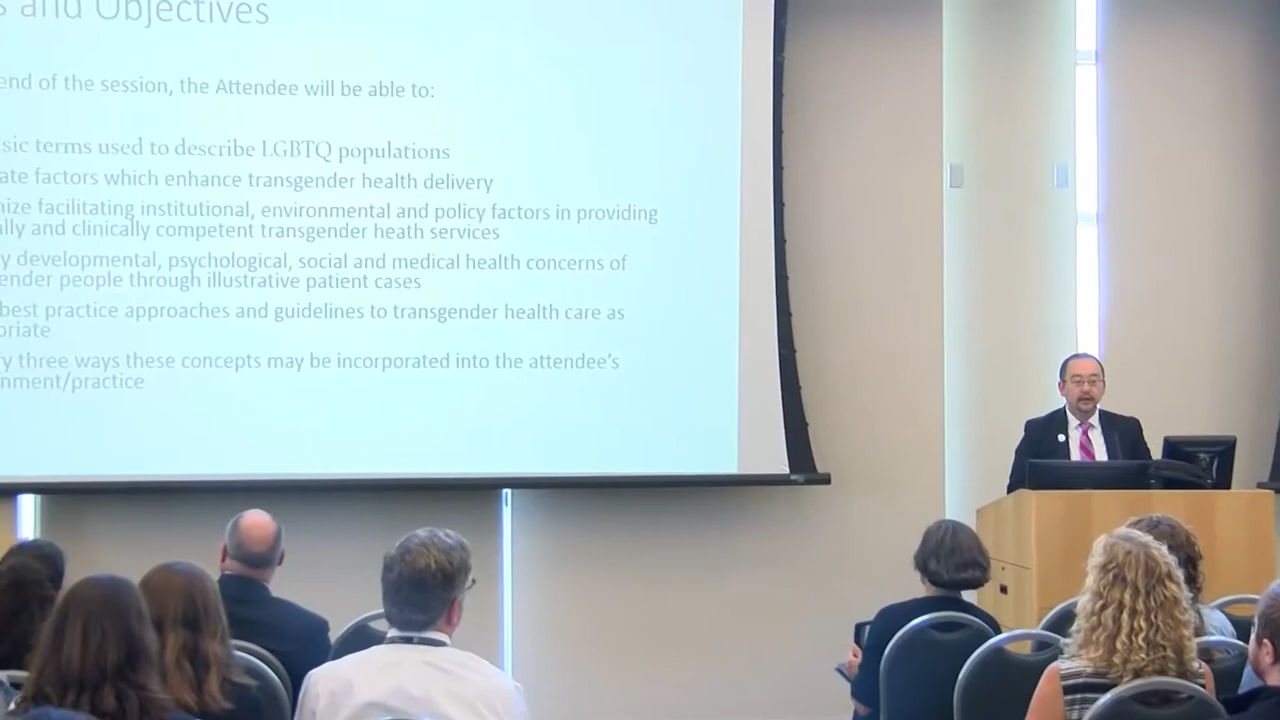 s and Objectives
end of the session, the Attendee will be able to:
sic terms used to describe LGBTQ populations
ate factors which enhance transgender health delivery
nize facilitating institutional, environmental and policy factors in providing
lly and clinically competent transgender heath services
y developmental, psychological, social and medical health concerns of
ender people through illustrative patient cases
best practice approaches and guidelines to transgender health care as
priate
ry three ways these concepts may be incorporated into the attendee's
nment/practice